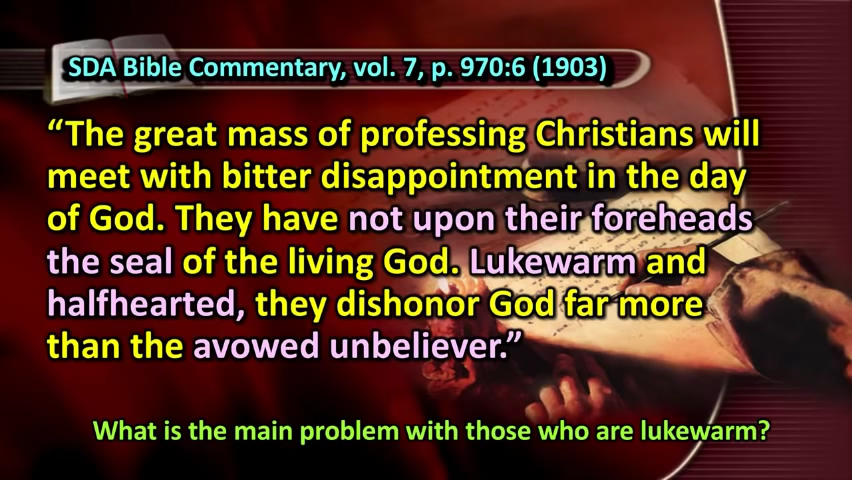 SDA Bible Commentary, vol. 7, p. 970:6 (1903)
“The great mass of professing Christians will
meet with bitter disappointment in the day
of God. They have not upon their foreheads
the seal of the living God. Lukewarm and
halfhearted, they dishonor God far more
than the avowed unbeliever.”
What is the main problem with those who are lukewarm?